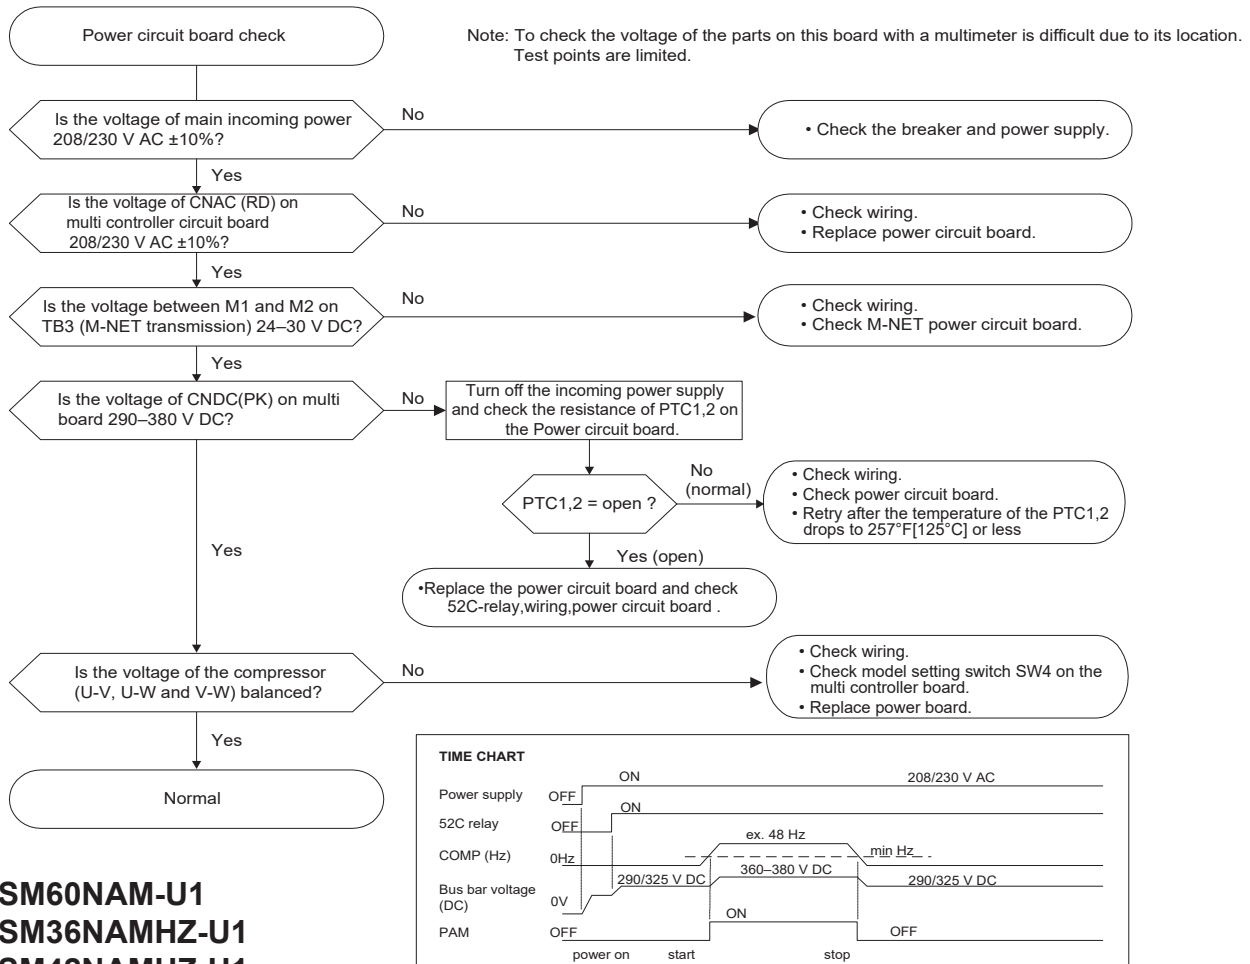 Power circuit board check
Note: To check the voltage of the parts on this board with a multimeter is difficult due to its location.
Test points are limited.
Is the voltage of main incoming power
208/230 V AC ±10%?
No
• Check the breaker and power supply.
Yes
Is the voltage of CNAC (RD) on
multi controller circuit board
208/230 V AC ±10%?
No
• Check wiring.
• Replace power circuit board.
Yes
Is the voltage between M1 and M2 on
TB3 (M-NET transmission) 24–30 V DC?
No
• Check wiring.
• Check M-NET power circuit board.
Yes
Is the voltage of CNDC(PK) on multi
board 290–380 V DC?
No
Turn off the incoming power supply
and check the resistance of PTC1,2 on
the Power circuit board.
PTC1,2 = open ?
No
(normal)
• Check wiring.
• Check power circuit board.
• Retry after the temperature of the PTC1,2
drops to 257°F[125°C] or less
Yes (open)
•Replace the power circuit board and check
52C-relay,wiring,power circuit board .
Yes
Is the voltage of the compressor
(U-V, U-W and V-W) balanced?
No
• Check wiring.
• Check model setting switch SW4 on the
multi controller board.
• Replace power board.
Yes
Normal
TIME CHART
Power supply
OFF
ON
208/230 V AC
52C relay
OFF
ON
COMP (Hz)
0Hz
ex. 48 Hz
min Hz
Bus bar voltage
(DC)
0V
290/325 V DC
360–380 V DC
290/325 V DC
PAM
OFF
ON
OFF
power on
start
stop
SM60NAM-U1
SM36NAMHZ-U1
SM48NAMHZ-U1